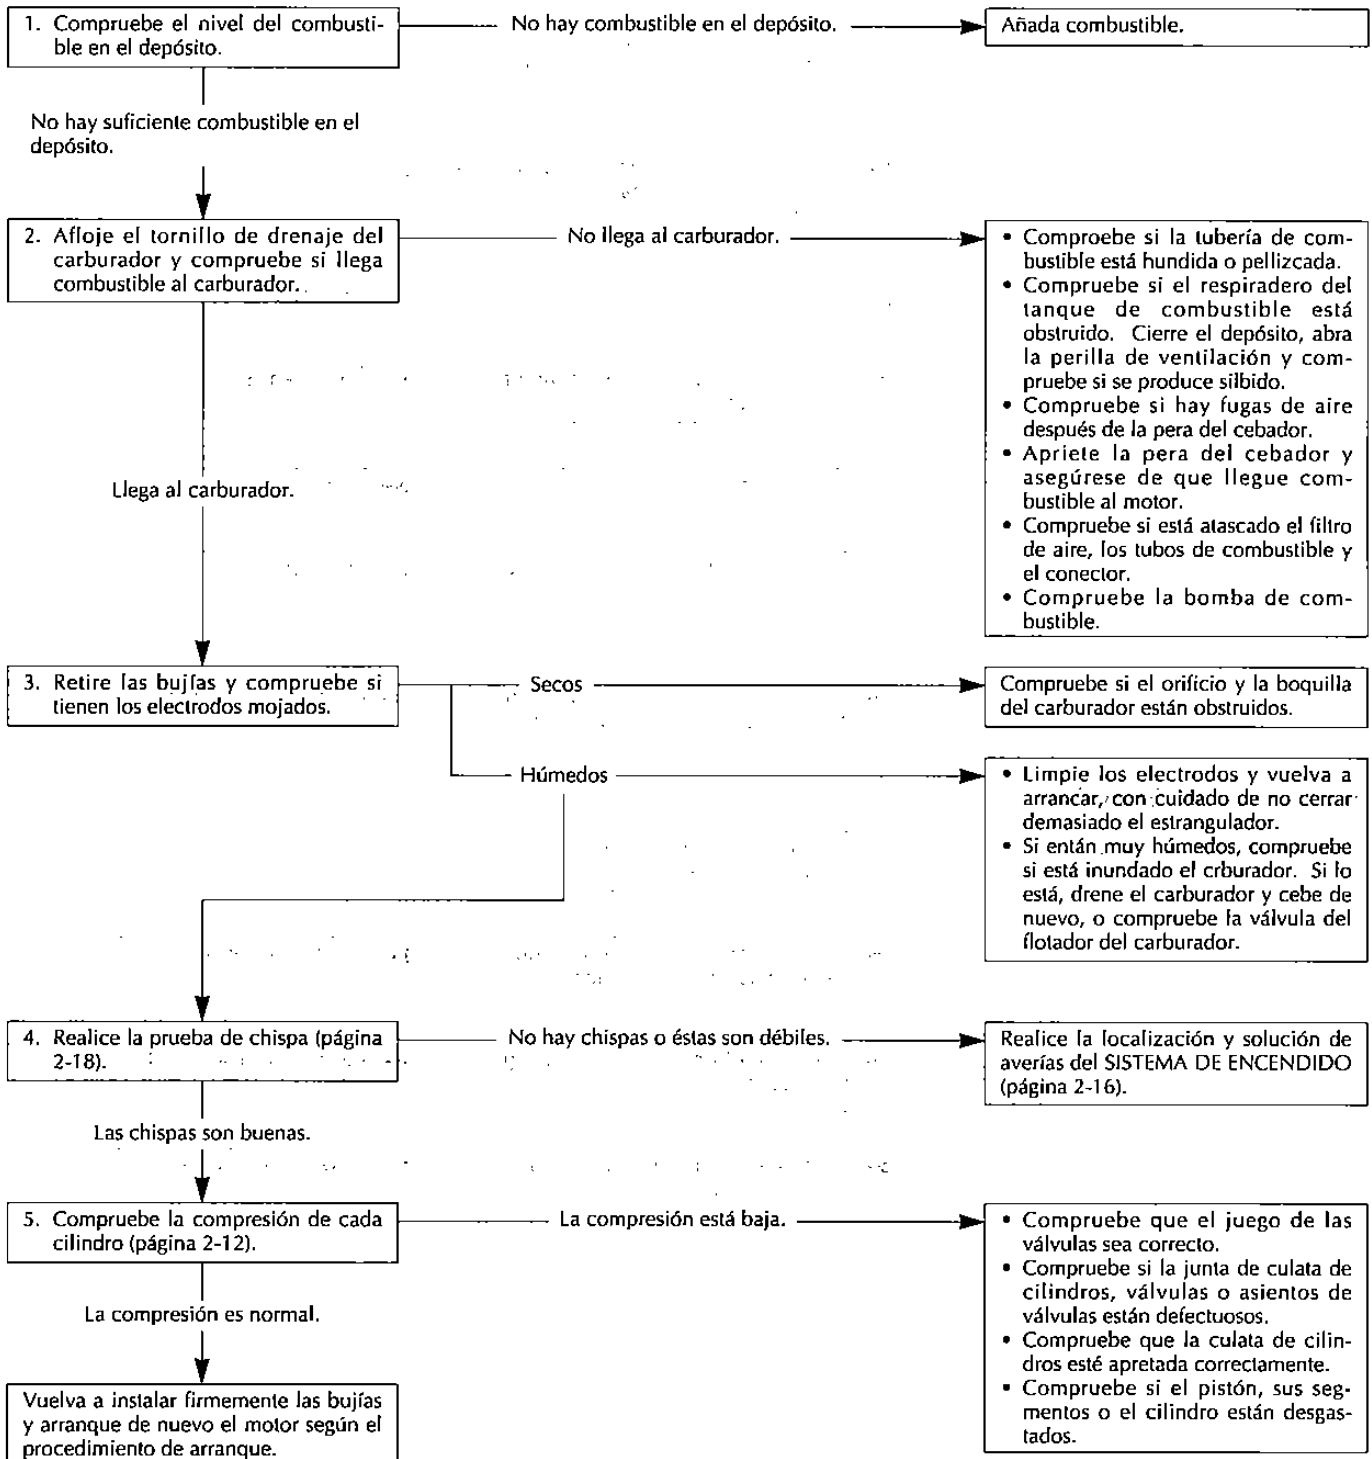 1. Compruebe el nivel del combusti-
ble en el depósito.
No hay combustible en el depósito.
Añada combustible.
No hay suficiente combustible en el
depósito.
2. Afloje el tornillo de drenaje del
carburador y compruebe si llega
combustible al carburador.
No llega al carburador.
• Comproebe si la tubería de com-
bustible está hundida o pellizcada.
• Compruebe si el respiradero del
tanque de combustible está
obstruido. Cierre el depósito, abra
la perilla de ventilación y com-
pruebe si se produce silbido.
• Compruebe si hay fugas de aire
después de la pera del cebador.
• Apriete la pera del cebador y
asegúrese de que llegue com-
bustible al motor.
• Compruebe si está atascado el filtro
de aire, los tubos de combustible y
el conector.
• Compruebe la bomba de com-
bustible.
Llega al carburador.
3. Retire las bujías y compruebe si
tienen los electrodos mojados.
Secos
Compruebe si el orificio y la boquilla
del carburador están obstruidos.
Húmedos
• Limpie los electrodos y vuelva a
arrancar, con cuidado de no cerrar
demasiado el estrangulador.
• Si entán muy húmedos, compruebe
si está inundado el crburador. Si lo
está, drene el carburador y cebe de
nuevo, o compruebe la válvula del
flotador del carburador.
4. Realice la prueba de chispa (página
2-18).
No hay chispas o éstas son débiles.
Realice la localización y solución de
averías del SISTEMA DE ENCENDIDO
(página 2-16).
Las chispas son buenas.
5. Compruebe la compresión de cada
cilindro (página 2-12).
La compresión está baja.
• Compruebe que el juego de las
válvulas sea correcto.
• Compruebe si la junta de culata de
cilindros, válvulas o asientos de
válvulas están defectuosos.
• Compruebe que la culata de cilin-
dros esté apretada correctamente.
• Compruebe si el pistón, sus seg-
mentos o el cilindro están desgas-
tados.
La compresión es normal.
Vuelva a instalar firmemente las bujías
y arranque de nuevo el motor según el
procedimiento de arranque.